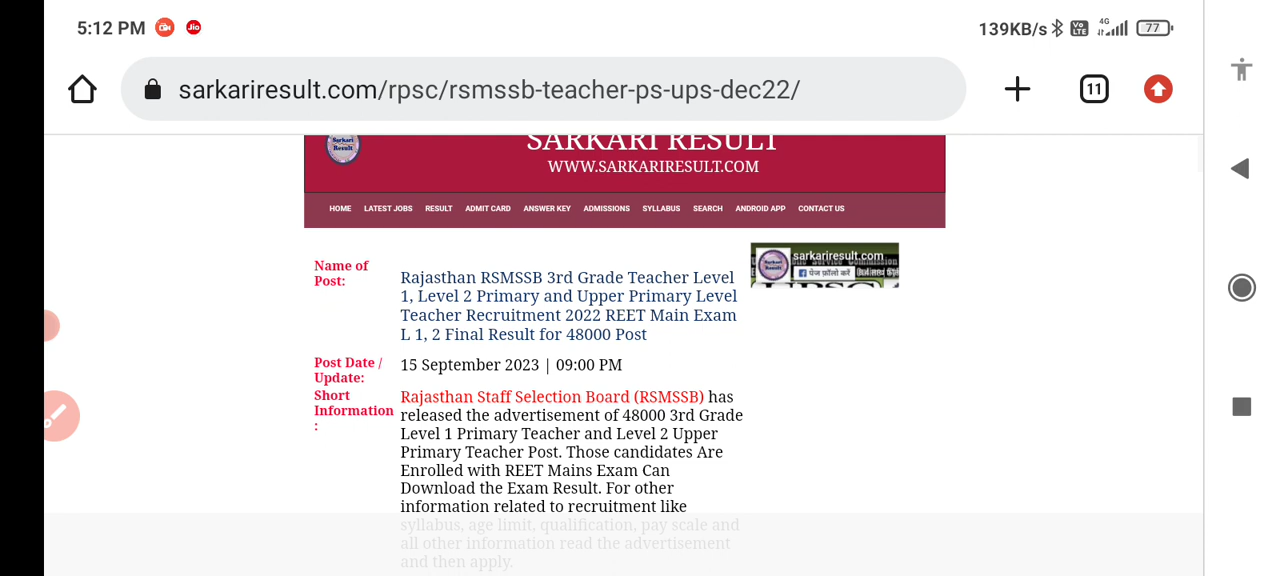 5:12 PM Jio 139KB/s Vo LTE 4G 77
sarkariresult.com/rpsc/rsmssb-teacher-ps-ups-dec22/ 11
SARKARI RESULT
Sarkari
Result
WWW.SARKARIRESULT.COM
HOME LATEST JOBS RESULT ADMIT CARD ANSWER KEY ADMISSIONS SYLLABUS SEARCH ANDROID APP CONTACT US
sarkariresult.com
पेज फ़ॉलो करें
Name of
Post:
Rajasthan RSMSSB 3rd Grade Teacher Level
1, Level 2 Primary and Upper Primary Level
Teacher Recruitment 2022 REET Main Exam
L 1, 2 Final Result for 48000 Post
Post Date /
Update:
15 September 2023 | 09:00 PM
Short
Information
:
Rajasthan Staff Selection Board (RSMSSB) has
released the advertisement of 48000 3rd Grade
Level 1 Primary Teacher and Level 2 Upper
Primary Teacher Post. Those candidates Are
Enrolled with REET Mains Exam Can
Download the Exam Result. For other
information related to recruitment like
syllabus, age limit, qualification, pay scale and
all other information read the advertisement
and then apply.